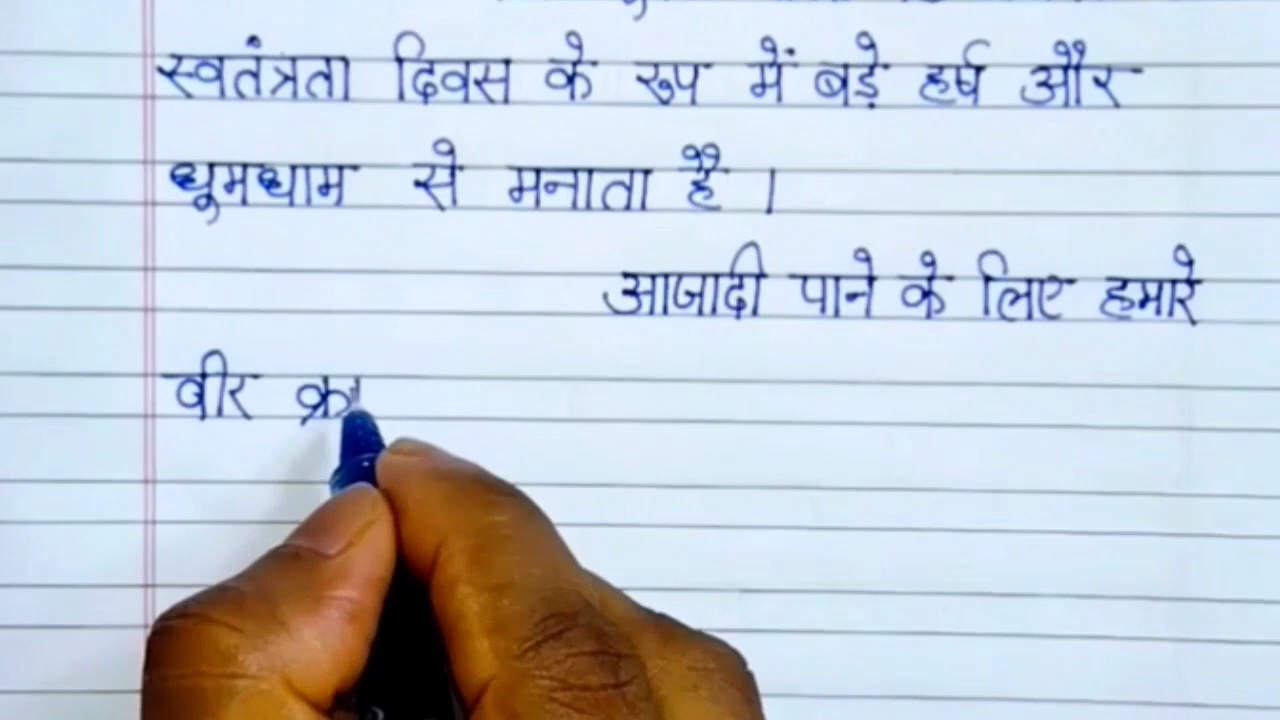 स्वतंत्रता दिवस के रूप में बड़े हर्ष और
धूमधाम से मनाता है ।
आजादी पाने के लिए हमारे
बीर क्रा